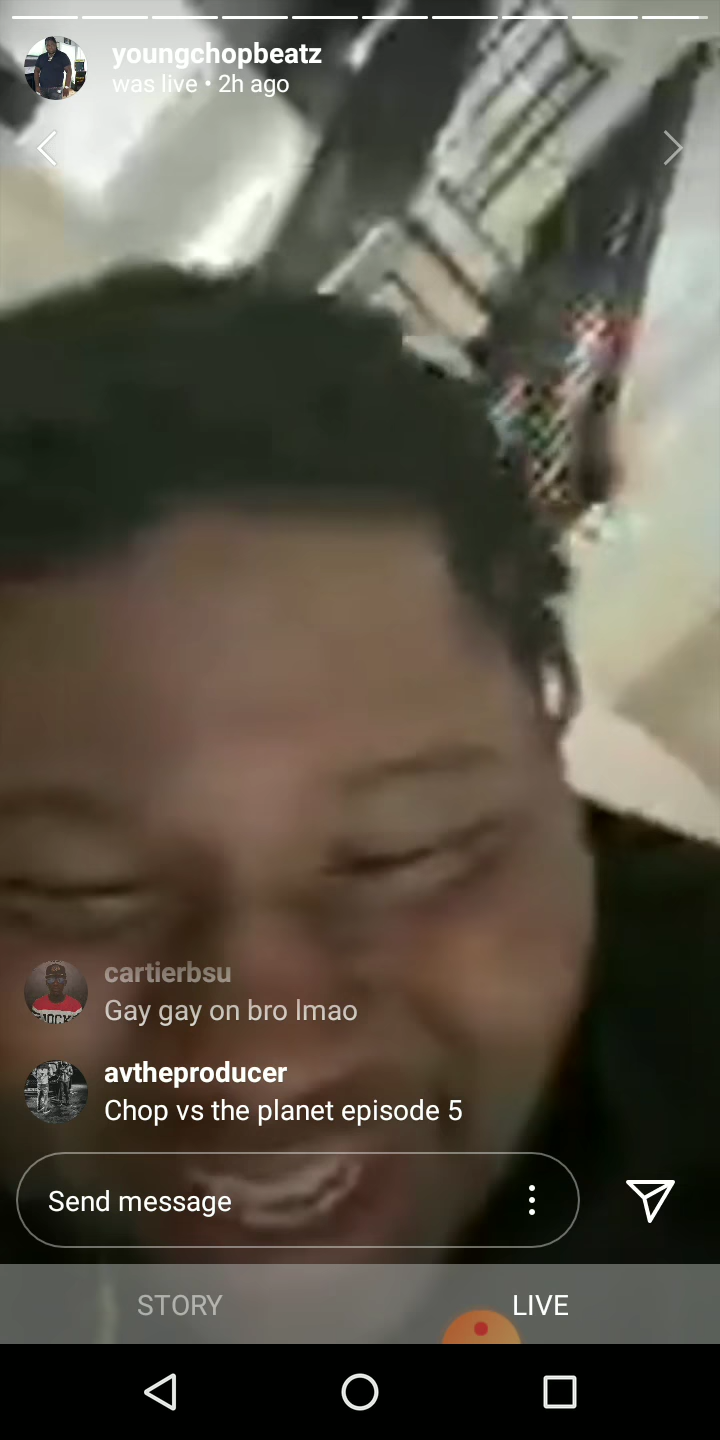 youngchopbeatz
was live • 2h ago
cartierbsu
Gay gay on bro lmao
avtheproducer
Chop vs the planet episode 5
Send message
STORY LIVE